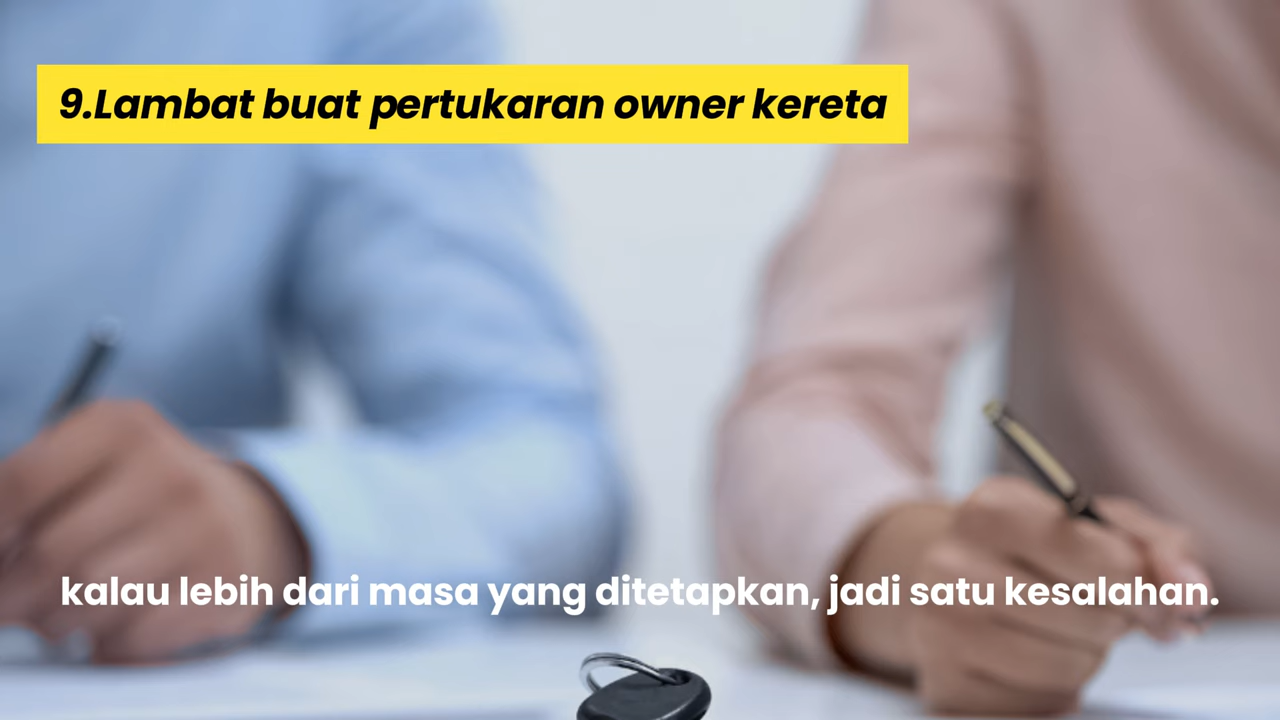 9.Lambat buat pertukaran owner kereta
kalau lebih dari masa yang ditetapkan, jadi satu kesalahan.